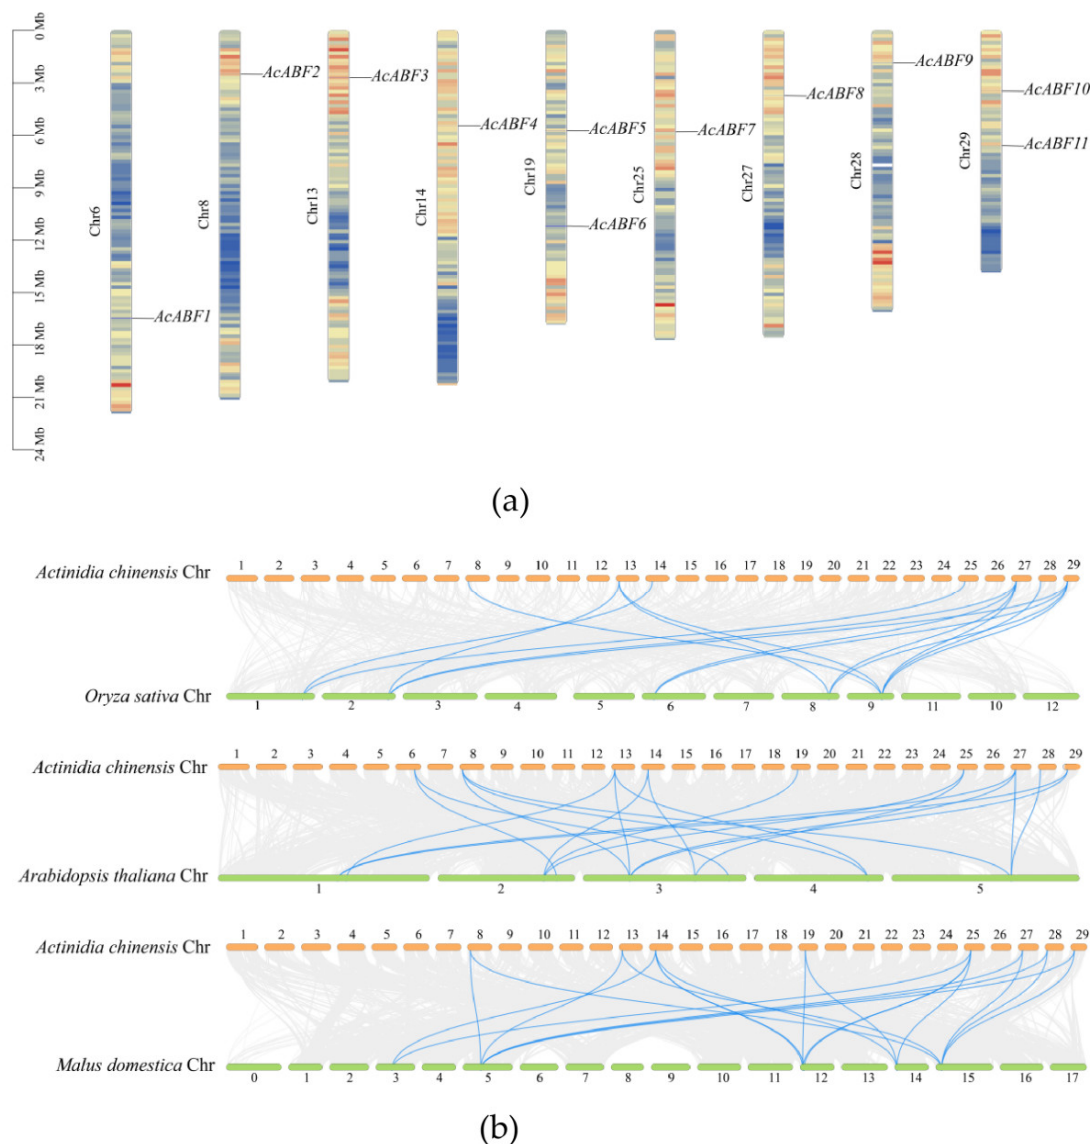 0 Mb
3 Mb
6 Mb
9 Mb
12 Mb
15 Mb
18 Mb
21 Mb
24 Mb
Chr6
AcABF1
Chr8
AcABF2
Chr13
AcABF3
Chr14
AcABF4
Chr19
AcABF5
AcABF6
Chr25
AcABF7
Chr27
AcABF8
Chr28
AcABF9
Chr29
AcABF10
AcABF11
(a)
1 2 3 4 5 6 7 8 9 10 11 12 13 14 15 16 17 18 19 20 21 22 23 24 25 26 27 28 29
Actinidia chinensis Chr
Oryza sativa Chr
1 2 3 4 5 6 7 8 9 11 10 12
1 2 3 4 5 6 7 8 9 10 11 12 13 14 15 16 17 18 19 20 21 22 23 24 25 26 27 28 29
Actinidia chinensis Chr
Arabidopsis thaliana Chr
1 2 3 4 5
1 2 3 4 5 6 7 8 9 10 11 12 13 14 15 16 17 18 19 20 21 22 23 24 25 26 27 28 29
Actinidia chinensis Chr
Malus domestica Chr
0 1 2 3 4 5 6 7 8 9 10 11 12 13 14 15 16 17
(b)